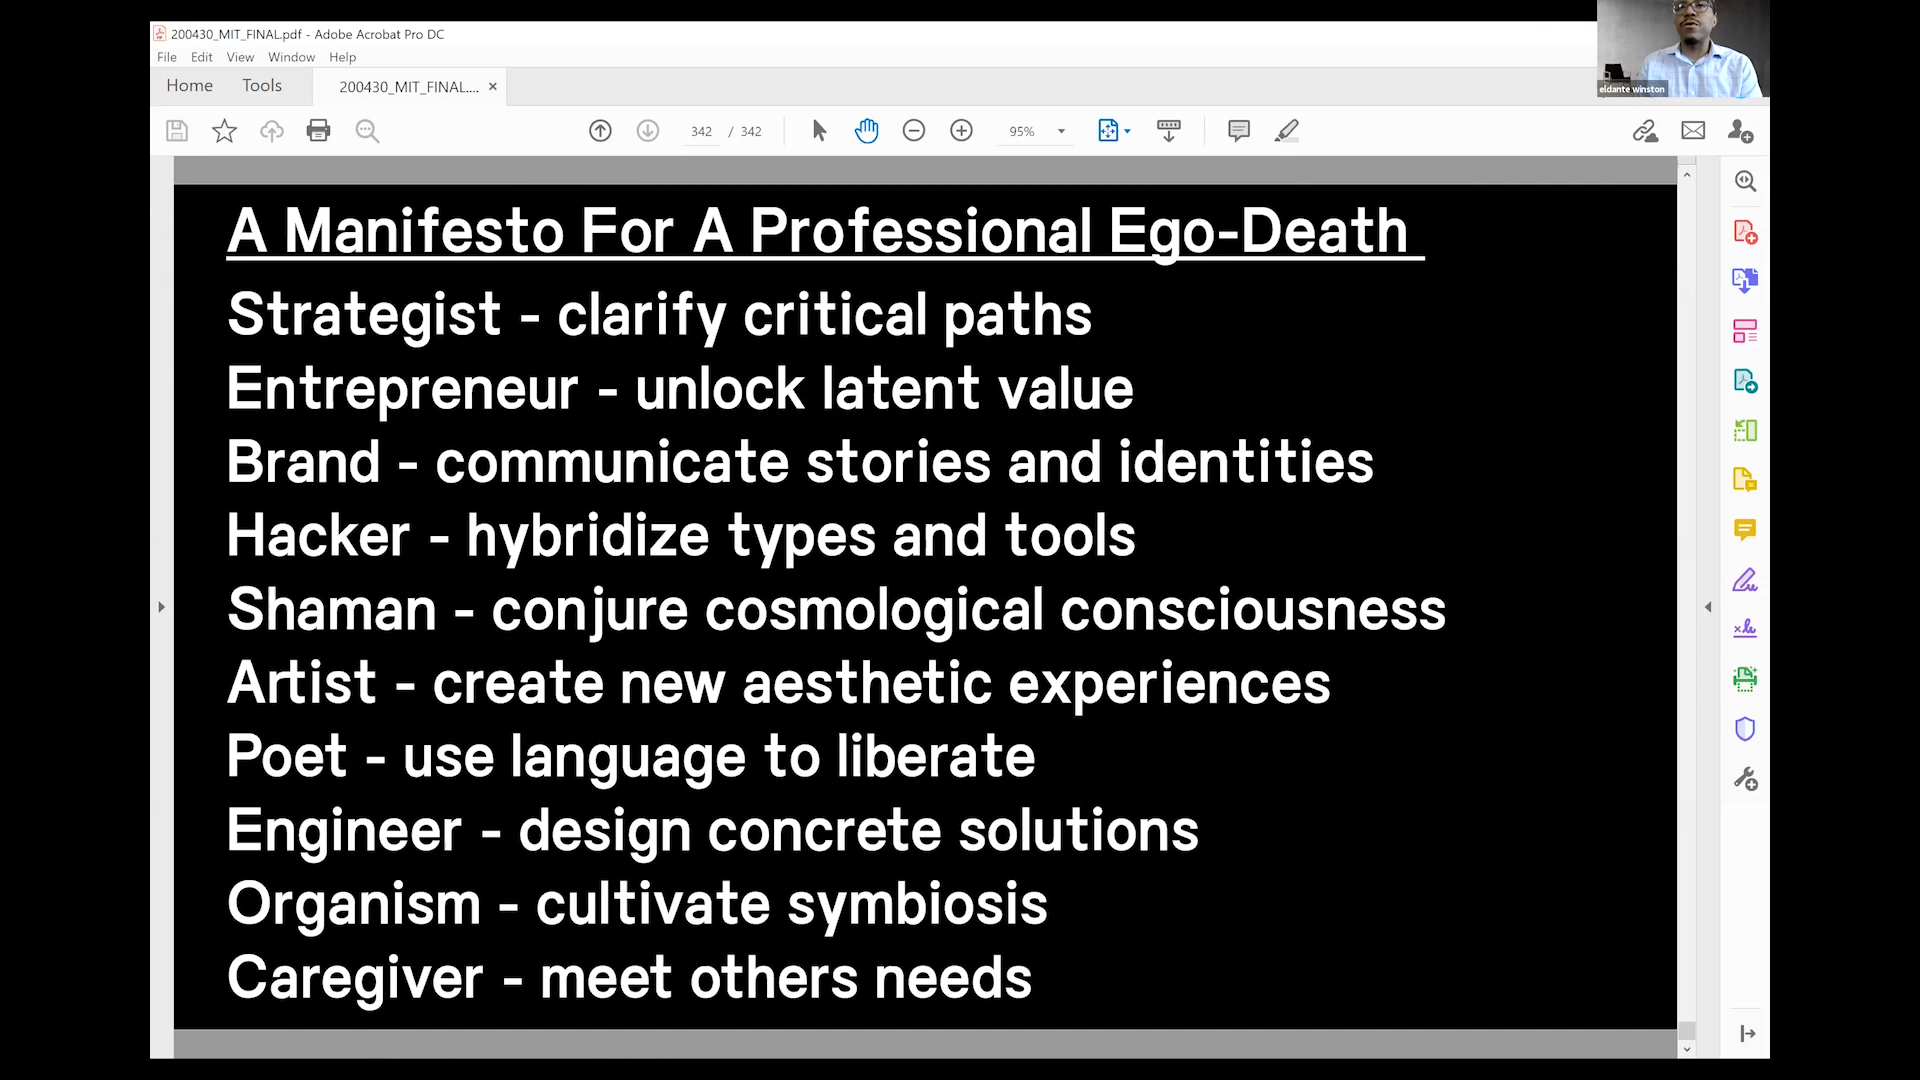 200430_MIT_FINAL.pdf - Adobe Acrobat Pro DC
File Edit View Window Help
Home Tools 200430_MIT_FINAL.... ×
342 / 342 95%
eldante winston
A Manifesto For A Professional Ego-Death
Strategist - clarify critical paths
Entrepreneur - unlock latent value
Brand - communicate stories and identities
Hacker - hybridize types and tools
Shaman - conjure cosmological consciousness
Artist - create new aesthetic experiences
Poet - use language to liberate
Engineer - design concrete solutions
Organism - cultivate symbiosis
Caregiver - meet others needs